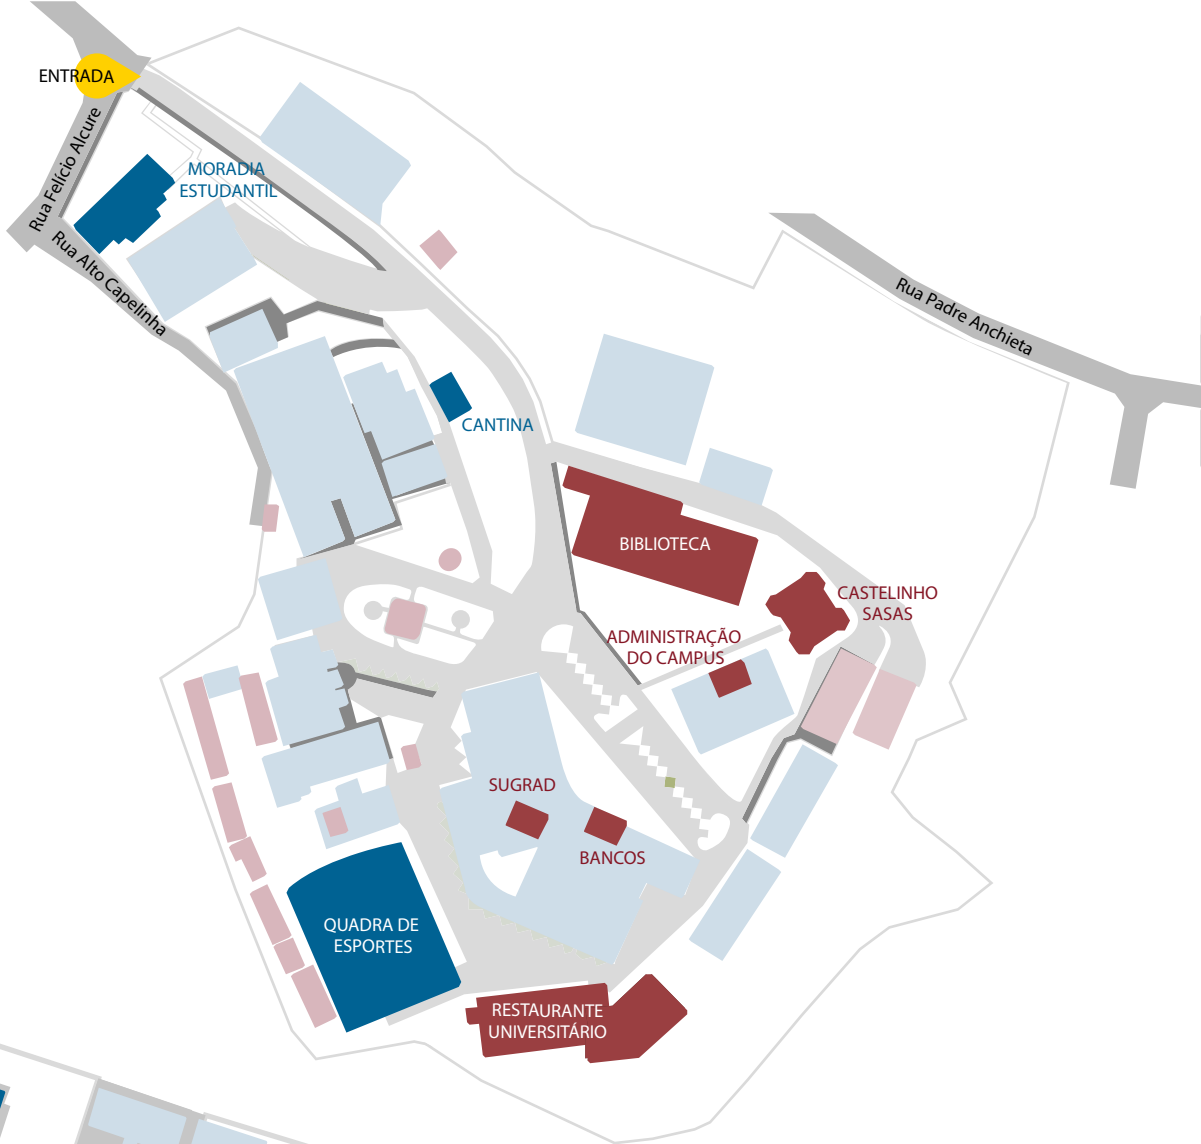 ENTRADA
Rua Felício Alcure
MORADIA
ESTUDANTIL
Rua Alto Capelinha
Rua Padre Anchieta
CANTINA
BIBLIOTECA
CASTELINHO
SASAS
ADMINISTRAÇÃO
DO CAMPUS
SUGRAD
BANCOS
QUADRA DE
ESPORTES
RESTAURANTE
UNIVERSITÁRIO